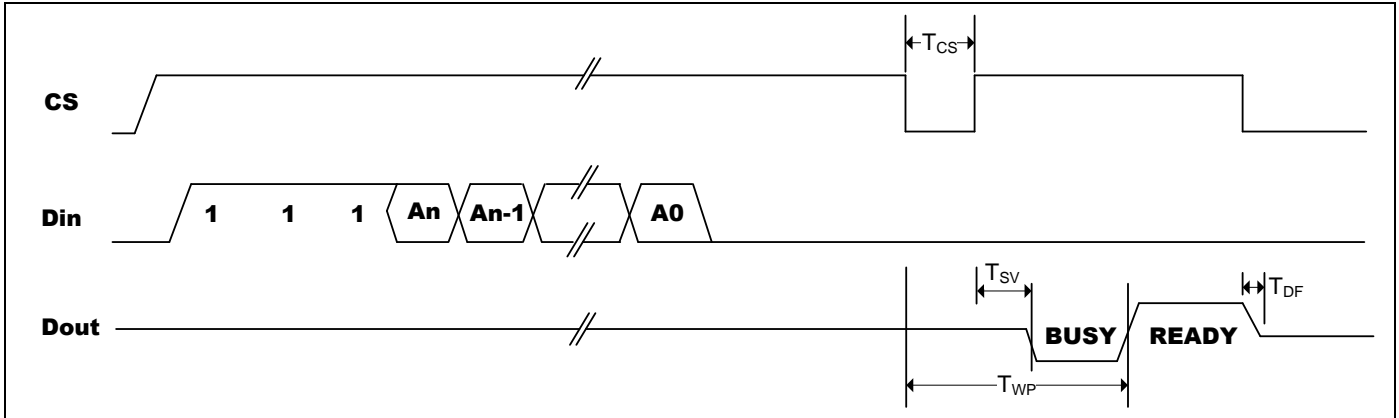 TCS
CS
Din 1 1 1 An An-1 A0
TSV
TDF
Dout BUSY READY
TWP